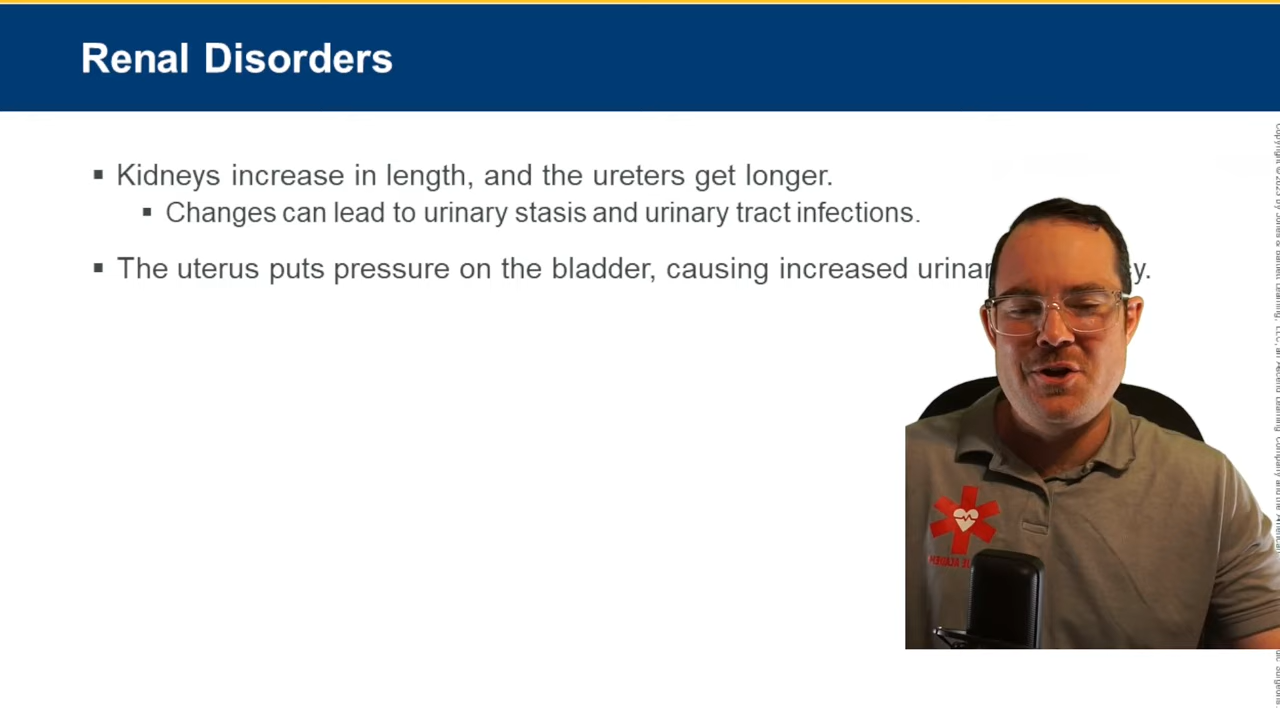 Renal Disorders
▪ Kidneys increase in length, and the ureters get longer.
▪ Changes can lead to urinary stasis and urinary tract infections.
▪ The uterus puts pressure on the bladder, causing increased y.